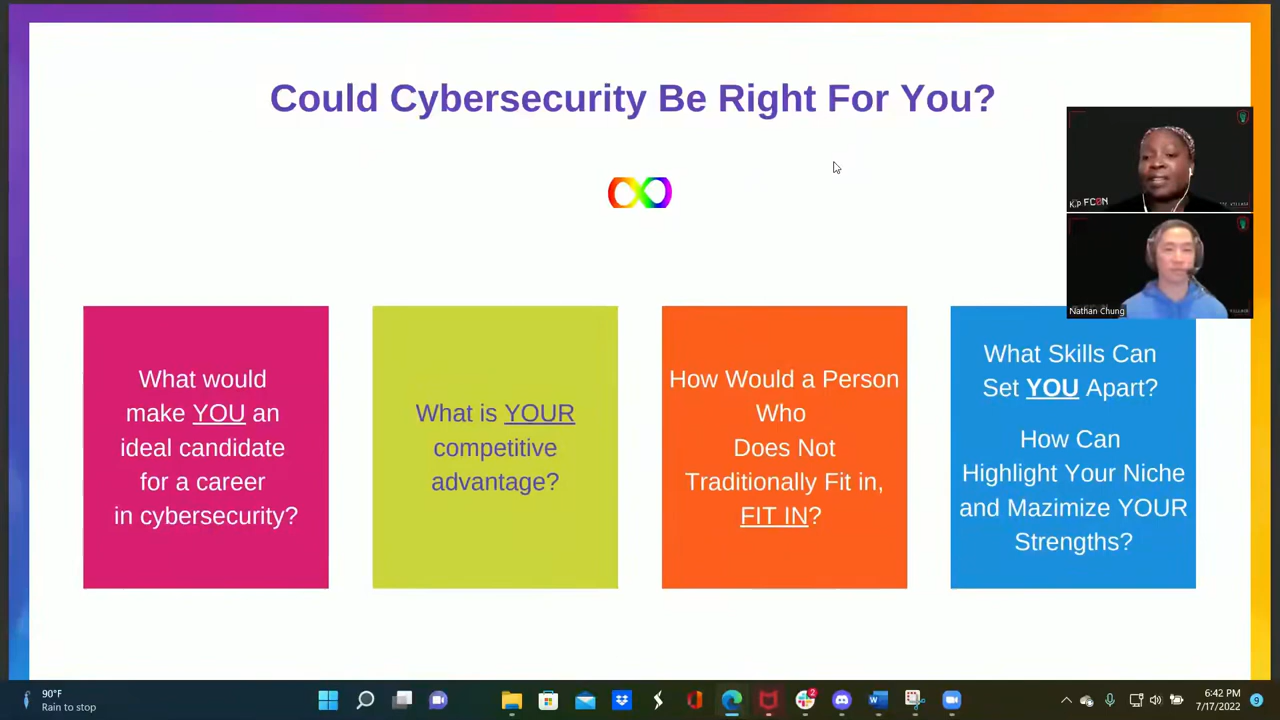 Could Cybersecurity Be Right For You?
What would
make YOU an
ideal candidate
for a career
in cybersecurity?
What is YOUR
competitive
advantage?
How Would a Person
Who
Does Not
Traditionally Fit in,
FIT IN?
What Skills Can
Set YOU Apart?
How Can
Highlight Your Niche
and Mazimize YOUR
Strengths?
Nathan Chung
90°F
Rain to stop
2
6:42 PM
7/17/2022
9